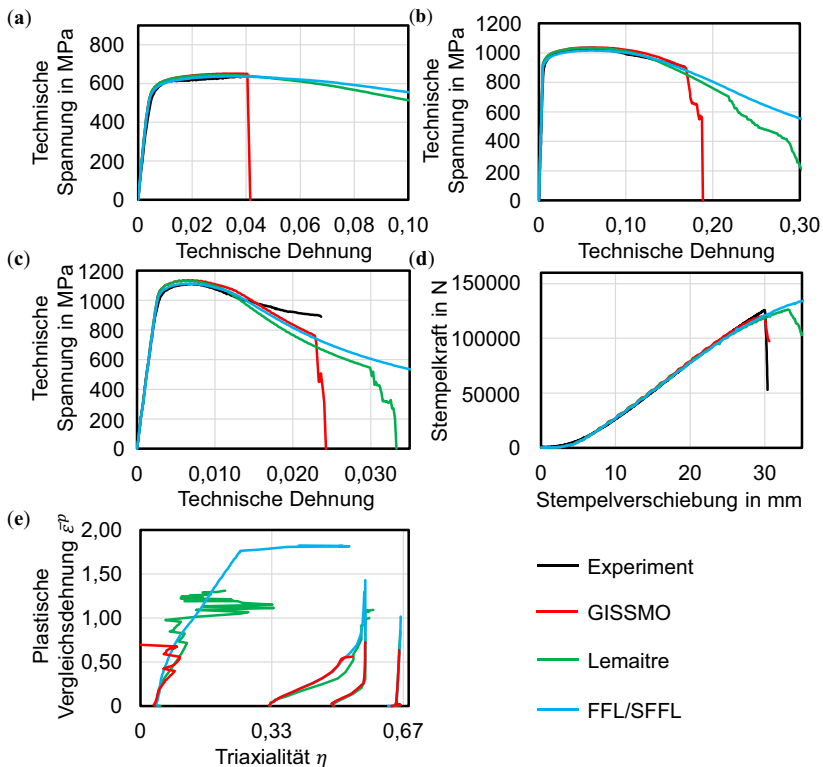 (a)
Technische
Spannung in MPa
800
600
400
200
0
0
0,02
0,04
0,06
0,08
0,10
Technische Dehnung
(b)
Technische
Spannung in MPa
1200
1000
800
600
400
200
0
0
0,10
0,20
0,30
Technische Dehnung
(c)
Technische
Spannung in MPa
1200
1000
800
600
400
200
0
0
0,010
0,020
0,030
Technische Dehnung
(d)
Stempelkraft in N
150000
100000
50000
0
0
10
20
30
Stempelverschiebung in mm
(e)
Plastische
Vergleichsdehnung ε̄ᵖ
2,00
1,50
1,00
0,50
0
0
0,33
0,67
Triaxialität η
Experiment
GISSMO
Lemaitre
FFL/SFFL